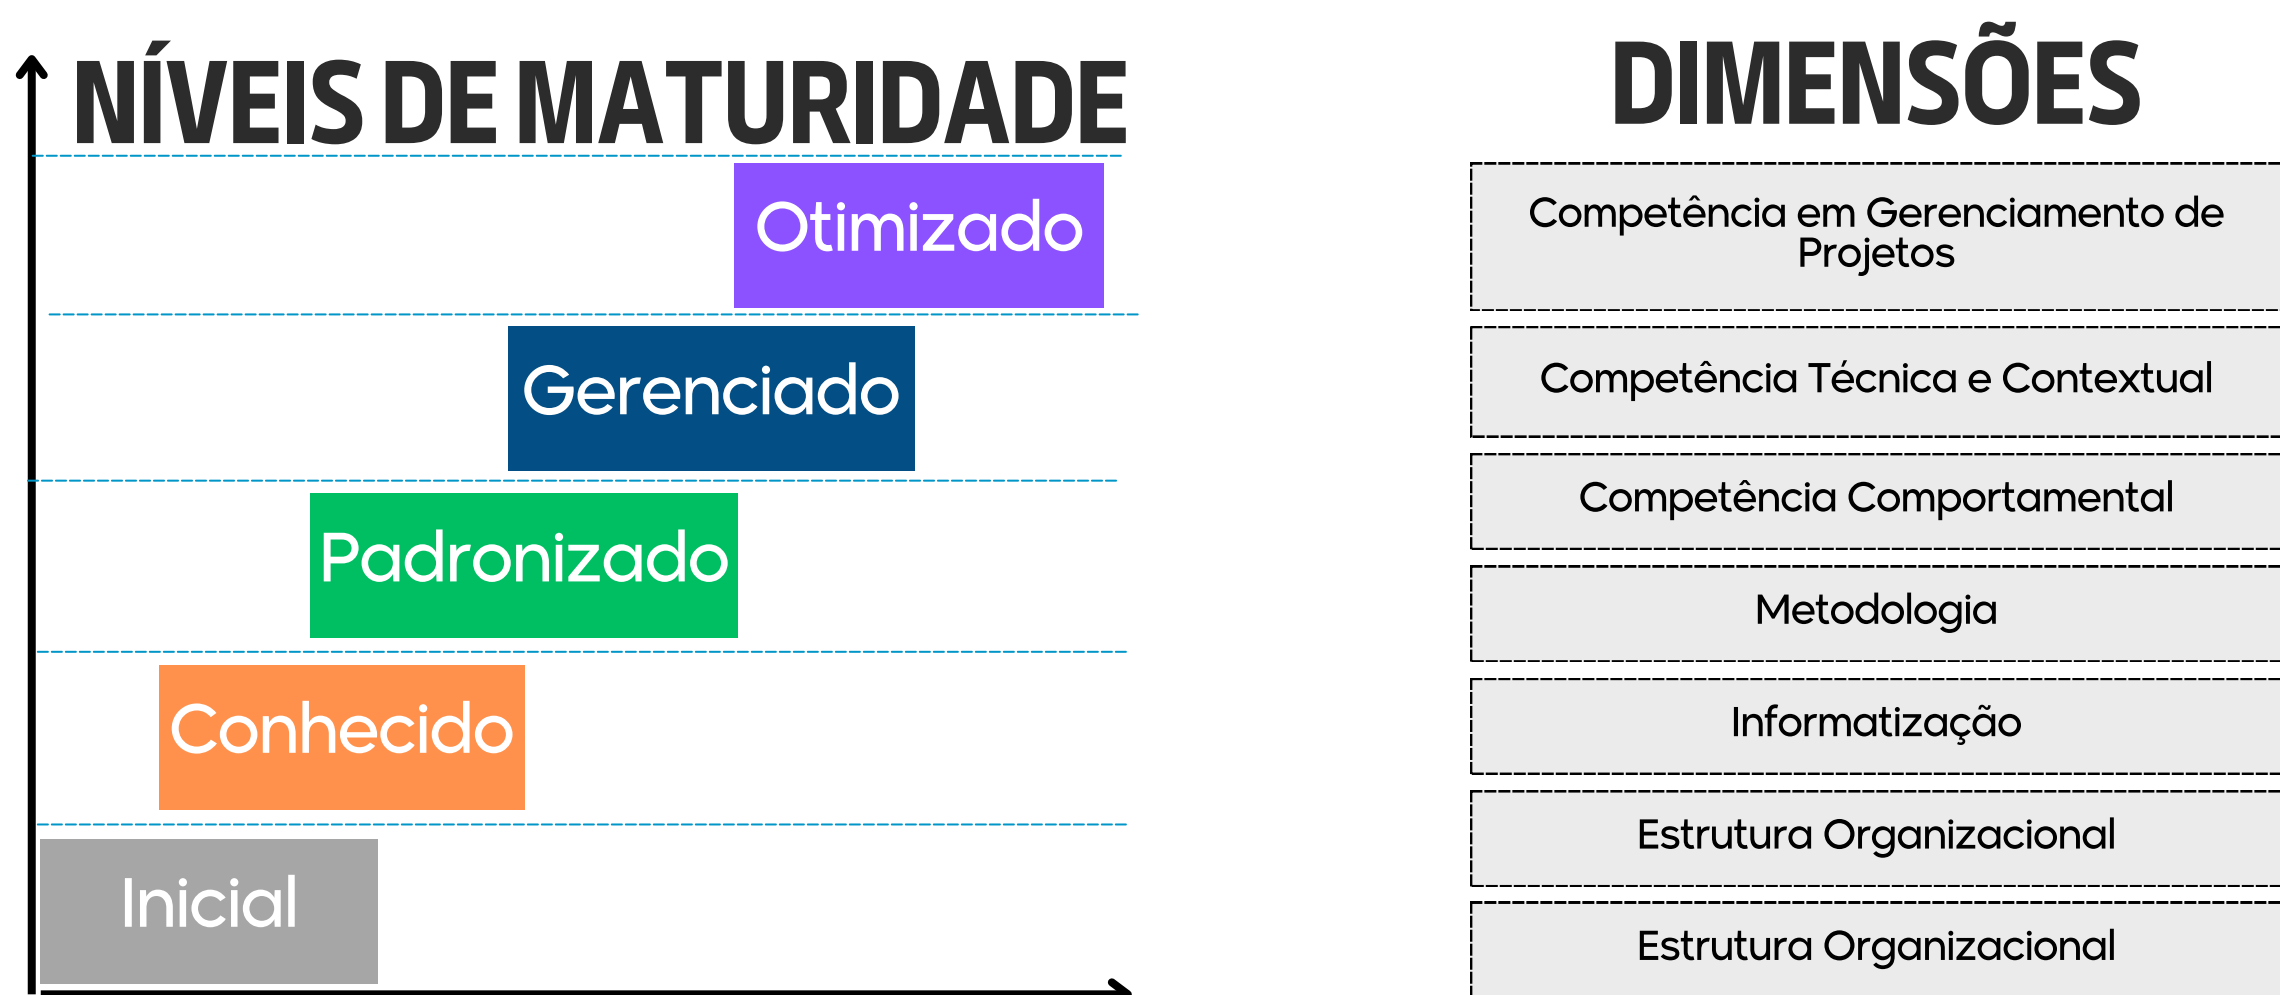 NÍVEIS DE MATURIDADE
Otimizado
Gerenciado
Padronizado
Conhecido
Inicial
DIMENSÕES
Competência em Gerenciamento de
Projetos
Competência Técnica e Contextual
Competência Comportamental
Metodologia
Informatização
Estrutura Organizacional
Estrutura Organizacional